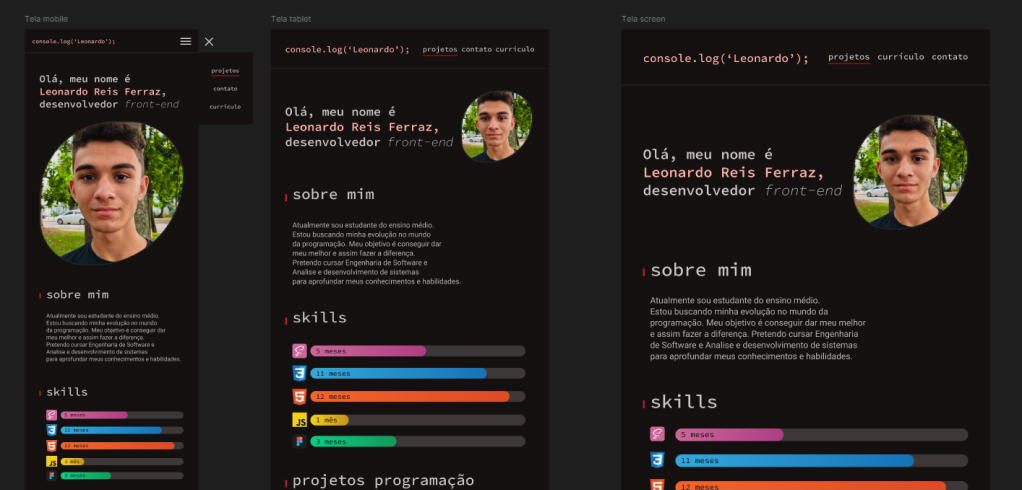 Tela mobile
console.log(‘Leonardo’);
projetos
contato
currículo
Olá, meu nome é
Leonardo Reis Ferraz,
desenvolvedor front-end
sobre mim
Atualmente sou estudante do ensino médio.
Estou buscando minha evolução no mundo
da programação. Meu objetivo é conseguir dar
meu melhor e assim fazer a diferença.
Pretendo cursar Engenharia de Software e
Analise e desenvolvimento de sistemas
para aprofundar meus conhecimentos e habilidades.
skills
5 meses
11 meses
12 meses
JS 1 mês
3 meses
Tela tablet
console.log(‘Leonardo’); projetos contato currículo
Olá, meu nome é
Leonardo Reis Ferraz,
desenvolvedor front-end
sobre mim
Atualmente sou estudante do ensino médio.
Estou buscando minha evolução no mundo
da programação. Meu objetivo é conseguir dar
meu melhor e assim fazer a diferença.
Pretendo cursar Engenharia de Software e
Analise e desenvolvimento de sistemas
para aprofundar meus conhecimentos e habilidades.
skills
5 meses
11 meses
12 meses
JS 1 mês
3 meses
projetos programação
Tela screen
console.log(‘Leonardo’); projetos currículo contato
Olá, meu nome é
Leonardo Reis Ferraz,
desenvolvedor front-end
sobre mim
Atualmente sou estudante do ensino médio.
Estou buscando minha evolução no mundo da
programação. Meu objetivo é conseguir dar meu melhor
e assim fazer a diferença. Pretendo cursar Engenharia
de Software e Analise e desenvolvimento de sistemas
para aprofundar meus conhecimentos e habilidades.
skills
5 meses
11 meses
12 meses